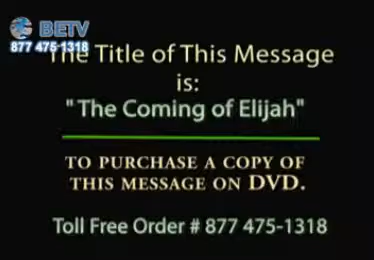 BETV
877 475-1318
The Title of This Message
is:
"The Coming of Elijah"
TO PURCHASE A COPY OF
THIS MESSAGE ON DVD.
Toll Free Order # 877 475-1318